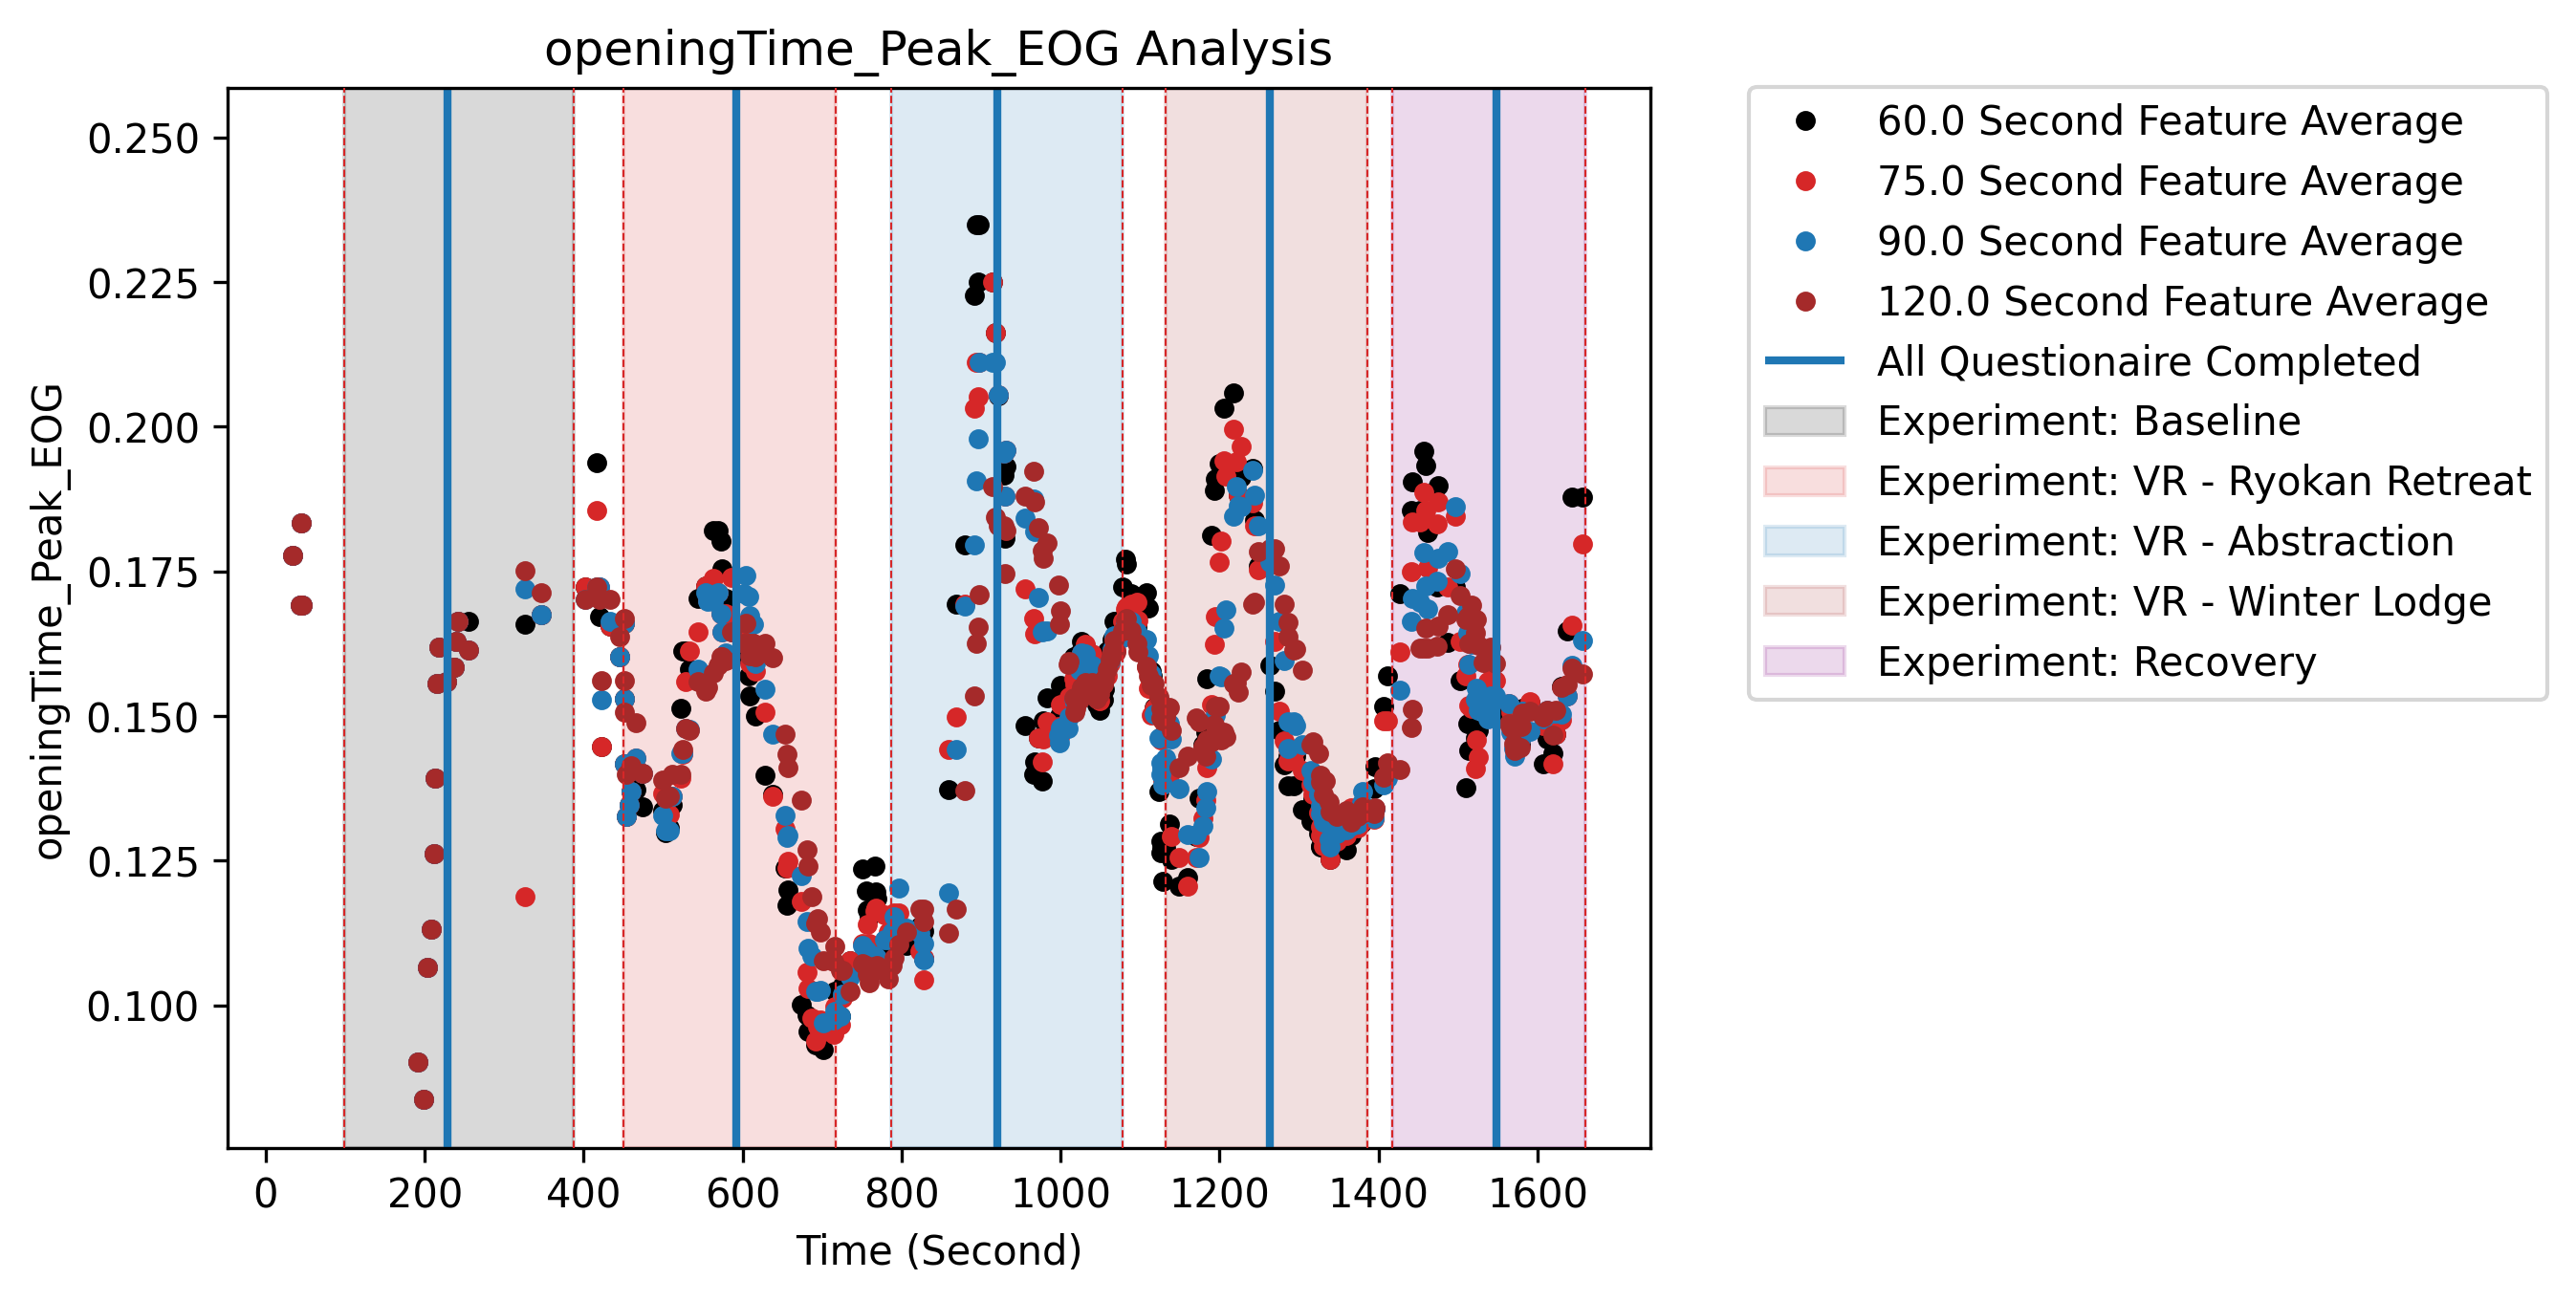 openingTime_Peak_EOG Analysis
openingTime_Peak_EOG
0.250
0.225
0.200
0.175
0.150
0.125
0.100
0
200
400
600
800
1000
1200
1400
1600
Time (Second)
60.0 Second Feature Average
75.0 Second Feature Average
90.0 Second Feature Average
120.0 Second Feature Average
All Questionaire Completed
Experiment: Baseline
Experiment: VR - Ryokan Retreat
Experiment: VR - Abstraction
Experiment: VR - Winter Lodge
Experiment: Recovery